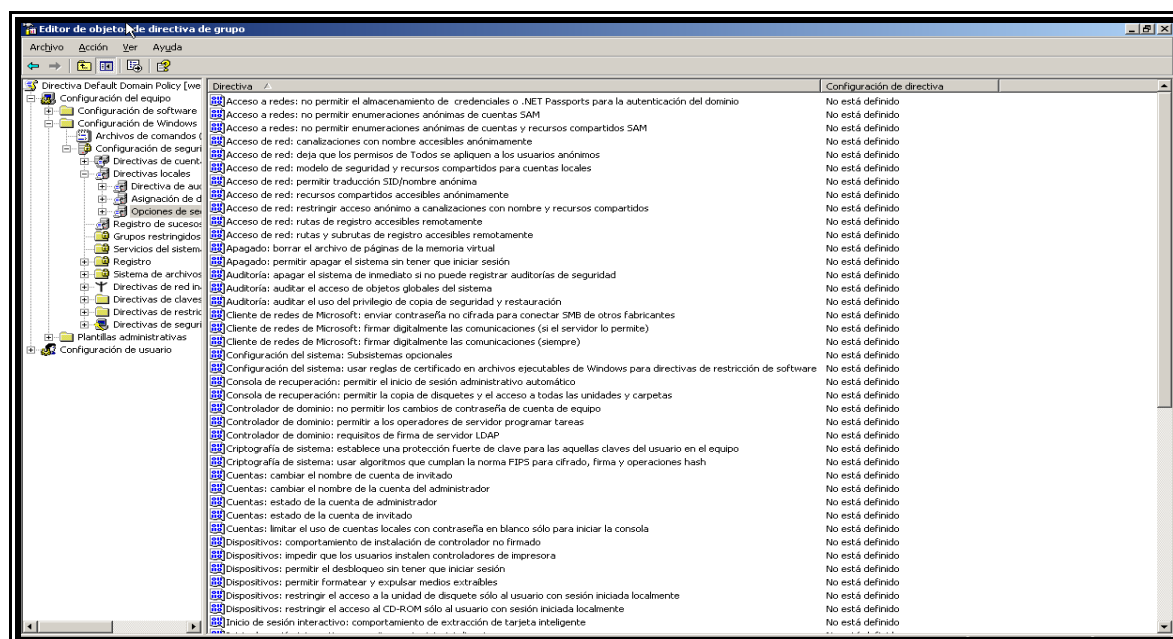 Editor de objetos de directiva de grupo
Archivo Acción Ver Ayuda
Directiva Default Domain Policy [we
Configuración del equipo
Configuración de software
Configuración de Windows
Archivos de comandos (
Configuración de seguri
Directivas de cuent
Directivas locales
Directiva de au
Asignación de d
Opciones de se
Registro de sucesos
Grupos restringidos
Servicios del sistem
Registro
Sistema de archivos
Directivas de red in
Directivas de claves
Directivas de restric
Directivas de seguri
Plantillas administrativas
Configuración de usuario
Directiva Configuración de directiva
Acceso a redes: no permitir el almacenamiento de credenciales o .NET Passports para la autenticación del dominio No está definido
Acceso a redes: no permitir enumeraciones anónimas de cuentas SAM No está definido
Acceso a redes: no permitir enumeraciones anónimas de cuentas y recursos compartidos SAM No está definido
Acceso de red: canalizaciones con nombre accesibles anónimamente No está definido
Acceso de red: deja que los permisos de Todos se apliquen a los usuarios anónimos No está definido
Acceso de red: modelo de seguridad y recursos compartidos para cuentas locales No está definido
Acceso de red: permitir traducción SID/nombre anónima No está definido
Acceso de red: recursos compartidos accesibles anónimamente No está definido
Acceso de red: restringir acceso anónimo a canalizaciones con nombre y recursos compartidos No está definido
Acceso de red: rutas de registro accesibles remotamente No está definido
Acceso de red: rutas y subrutas de registro accesibles remotamente No está definido
Apagado: borrar el archivo de páginas de la memoria virtual No está definido
Apagado: permitir apagar el sistema sin tener que iniciar sesión No está definido
Auditoría: apagar el sistema de inmediato si no puede registrar auditorías de seguridad No está definido
Auditoría: auditar el acceso de objetos globales del sistema No está definido
Auditoría: auditar el uso del privilegio de copia de seguridad y restauración No está definido
Cliente de redes de Microsoft: enviar contraseña no cifrada para conectar SMB de otros fabricantes No está definido
Cliente de redes de Microsoft: firmar digitalmente las comunicaciones (si el servidor lo permite) No está definido
Cliente de redes de Microsoft: firmar digitalmente las comunicaciones (siempre) No está definido
Configuración del sistema: Subsistemas opcionales No está definido
Configuración del sistema: usar reglas de certificado en archivos ejecutables de Windows para directivas de restricción de software No está definido
Consola de recuperación: permitir el inicio de sesión administrativo automático No está definido
Consola de recuperación: permitir la copia de disquetes y el acceso a todas las unidades y carpetas No está definido
Controlador de dominio: no permitir los cambios de contraseña de cuenta de equipo No está definido
Controlador de dominio: permitir a los operadores de servidor programar tareas No está definido
Controlador de dominio: requisitos de firma de servidor LDAP No está definido
Criptografía de sistema: establece una protección fuerte de clave para las aquellas claves del usuario en el equipo No está definido
Criptografía de sistema: usar algoritmos que cumplan la norma FIPS para cifrado, firma y operaciones hash No está definido
Cuentas: cambiar el nombre de cuenta de invitado No está definido
Cuentas: cambiar el nombre de la cuenta del administrador No está definido
Cuentas: estado de la cuenta de administrador No está definido
Cuentas: estado de la cuenta de invitado No está definido
Cuentas: limitar el uso de cuentas locales con contraseña en blanco sólo para iniciar la consola No está definido
Dispositivos: comportamiento de instalación de controlador no firmado No está definido
Dispositivos: impedir que los usuarios instalen controladores de impresora No está definido
Dispositivos: permitir el desbloqueo sin tener que iniciar sesión No está definido
Dispositivos: permitir formatear y expulsar medios extraíbles No está definido
Dispositivos: restringir el acceso a la unidad de disquete sólo al usuario con sesión iniciada localmente No está definido
Dispositivos: restringir el acceso al CD-ROM sólo al usuario con sesión iniciada localmente No está definido
Inicio de sesión interactivo: comportamiento de extracción de tarjeta inteligente No está definido